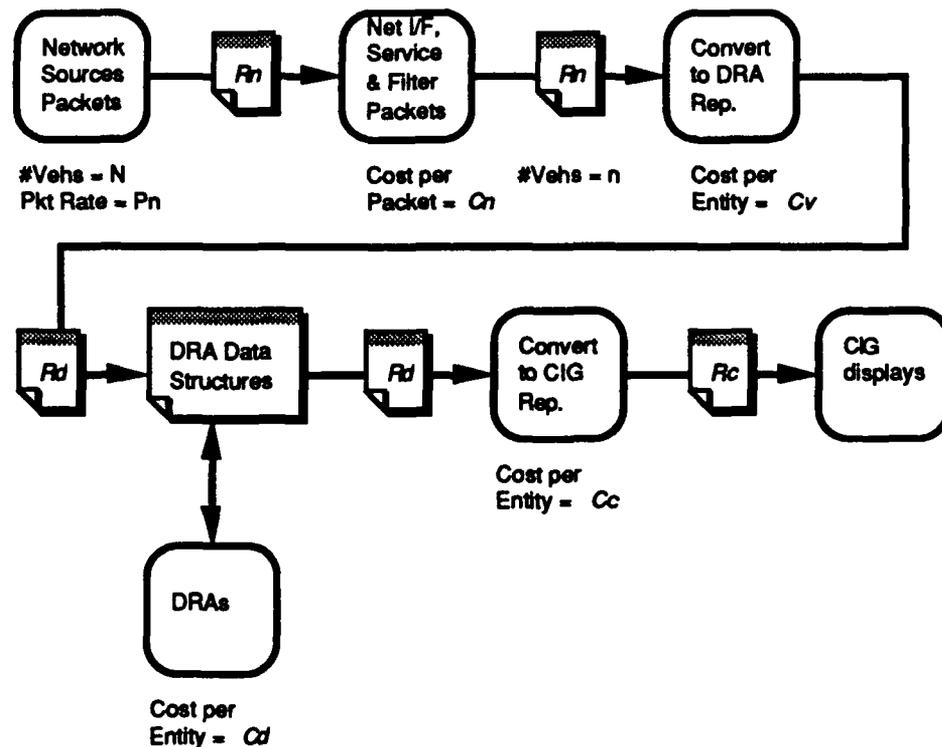 Network
Sources
Packets
Rn
Net I/F,
Service
& Filter
Packets
Rn
Convert
to DRA
Rep.
#Vehs = N
Pkt Rate = Pn
Cost per
Packet = Cn
#Vehs = n
Cost per
Entity = Cv
Rd
DRA Data
Structures
Rd
Convert
to CIG
Rep.
Rc
CIG
displays
Cost per
Entity = Cc
DRAs
Cost per
Entity = Cd